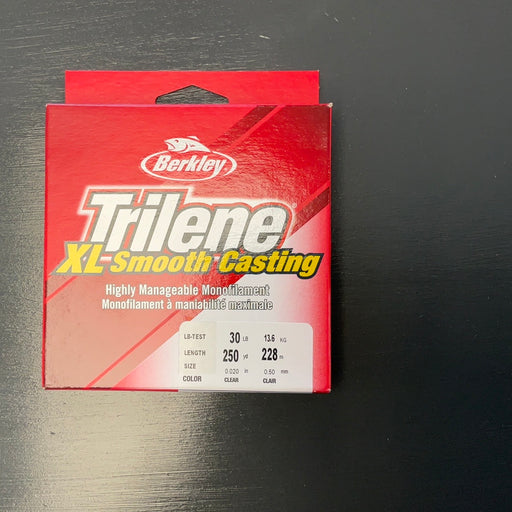 Berkley
Trilene
XL Smooth Casting
Highly Manageable Monofilament
Monofilament à maniabilité maximale
LB-TEST 30 LB 13.6 KG
LENGTH 250 yd 228 m
SIZE 0.020 in 0.50 mm
COLOR CLEAR CLAIR